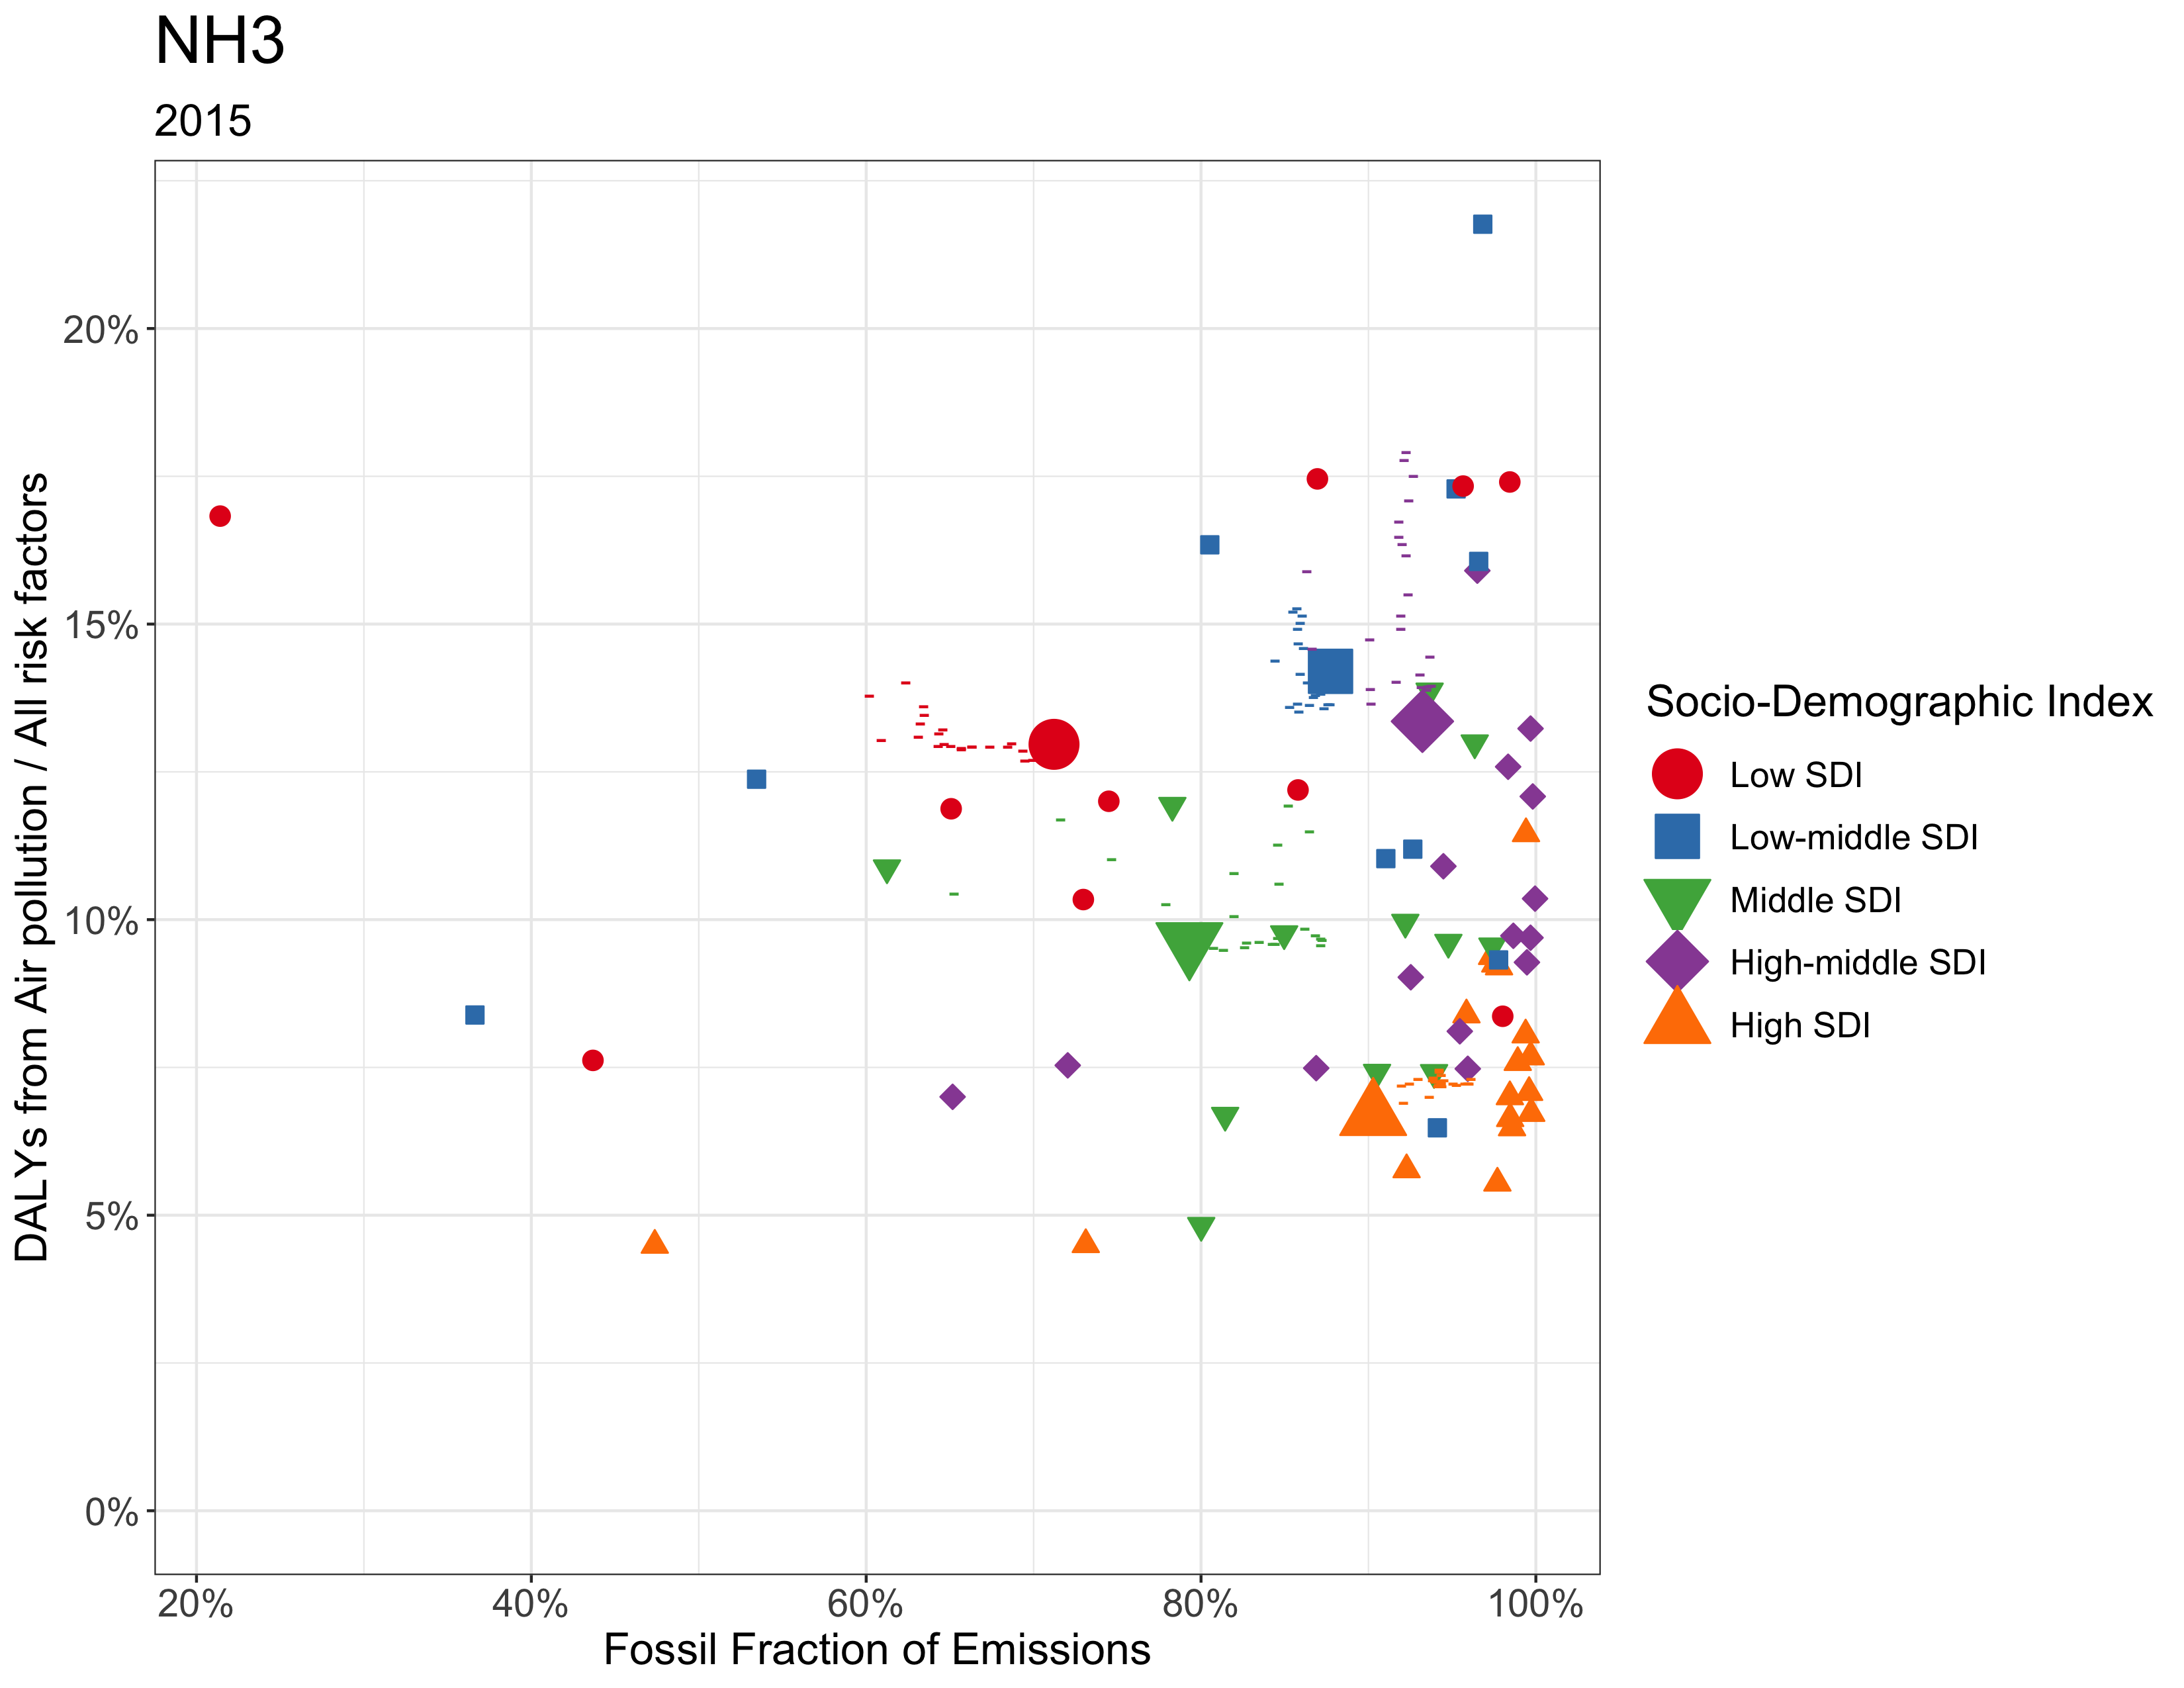 NH3
2015
DALYs from Air pollution / All risk factors
20%
15%
10%
5%
0%
20% 40% 60% 80% 100%
Fossil Fraction of Emissions
Socio-Demographic Index
Low SDI
Low-middle SDI
Middle SDI
High-middle SDI
High SDI